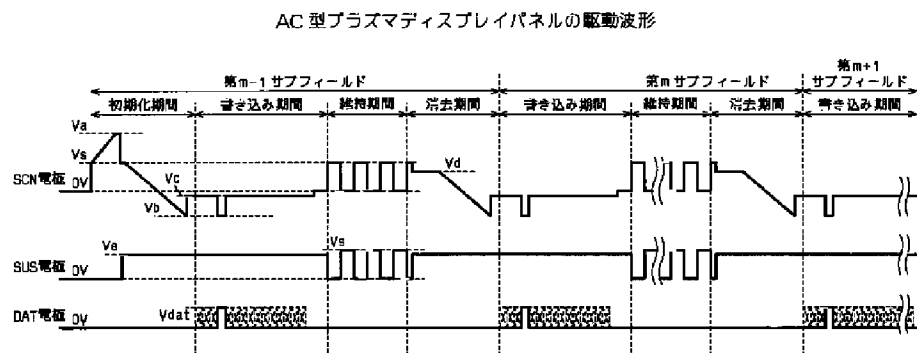 AC 型プラズマディスプレイパネルの駆動波形
第m+1
第m-1 サブフィールド
第m サブフィールド
サブフィールド
初期化期間
書き込み期間
維持期間
消去期間
書き込み期間
維持期間
消去期間
書き込み期間
Va
Vs
Vd
SCN電極
0V
Vc
Vb
Ve
Vs
SUS電極 0V
Vdat
DAT電極 0V